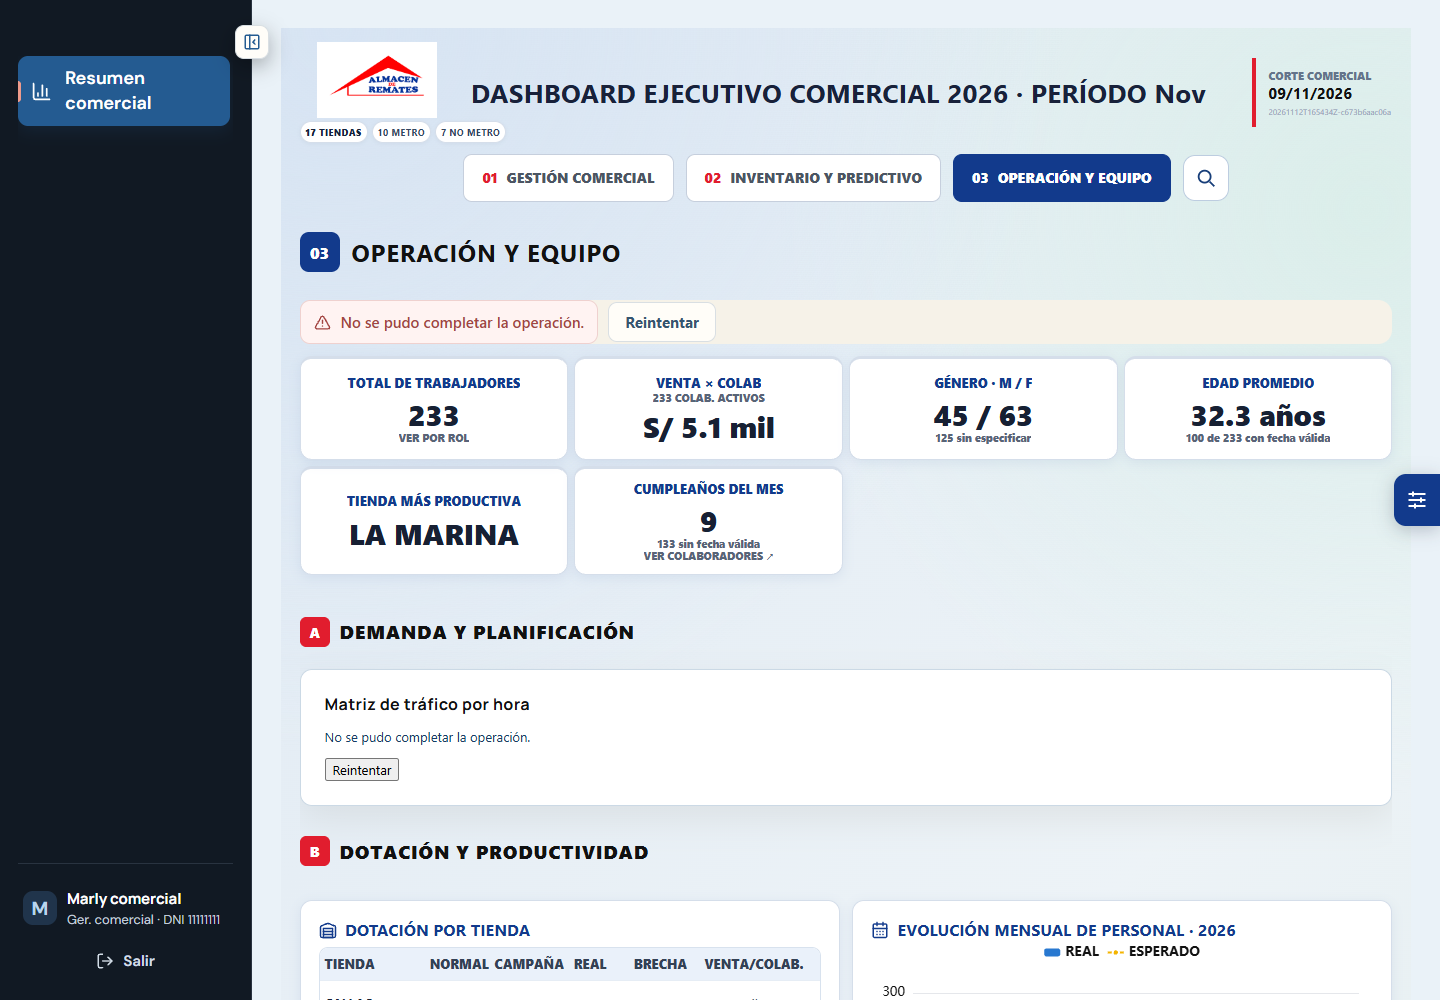 Resumen
comercial
ALMACEN
DE
REMATES
DASHBOARD EJECUTIVO COMERCIAL 2026 · PERÍODO Nov
CORTE COMERCIAL
09/11/2026
20261112T165434Z-c673b6aac06a
17 TIENDAS
10 METRO
7 NO METRO
01 GESTIÓN COMERCIAL
02 INVENTARIO Y PREDICTIVO
03 OPERACIÓN Y EQUIPO
03 OPERACIÓN Y EQUIPO
No se pudo completar la operación.
Reintentar
TOTAL DE TRABAJADORES
233
VER POR ROL
VENTA × COLAB
233 COLAB. ACTIVOS
S/ 5.1 mil
GÉNERO · M / F
45 / 63
125 sin especificar
EDAD PROMEDIO
32.3 años
100 de 233 con fecha válida
TIENDA MÁS PRODUCTIVA
LA MARINA
CUMPLEAÑOS DEL MES
9
133 sin fecha válida
VER COLABORADORES ↗
A DEMANDA Y PLANIFICACIÓN
Matriz de tráfico por hora
No se pudo completar la operación.
Reintentar
B DOTACIÓN Y PRODUCTIVIDAD
DOTACIÓN POR TIENDA
TIENDA NORMAL CAMPAÑA REAL BRECHA VENTA/COLAB.
EVOLUCIÓN MENSUAL DE PERSONAL · 2026
REAL ESPERADO
300
M
Marly comercial
Ger. comercial · DNI 11111111
Salir